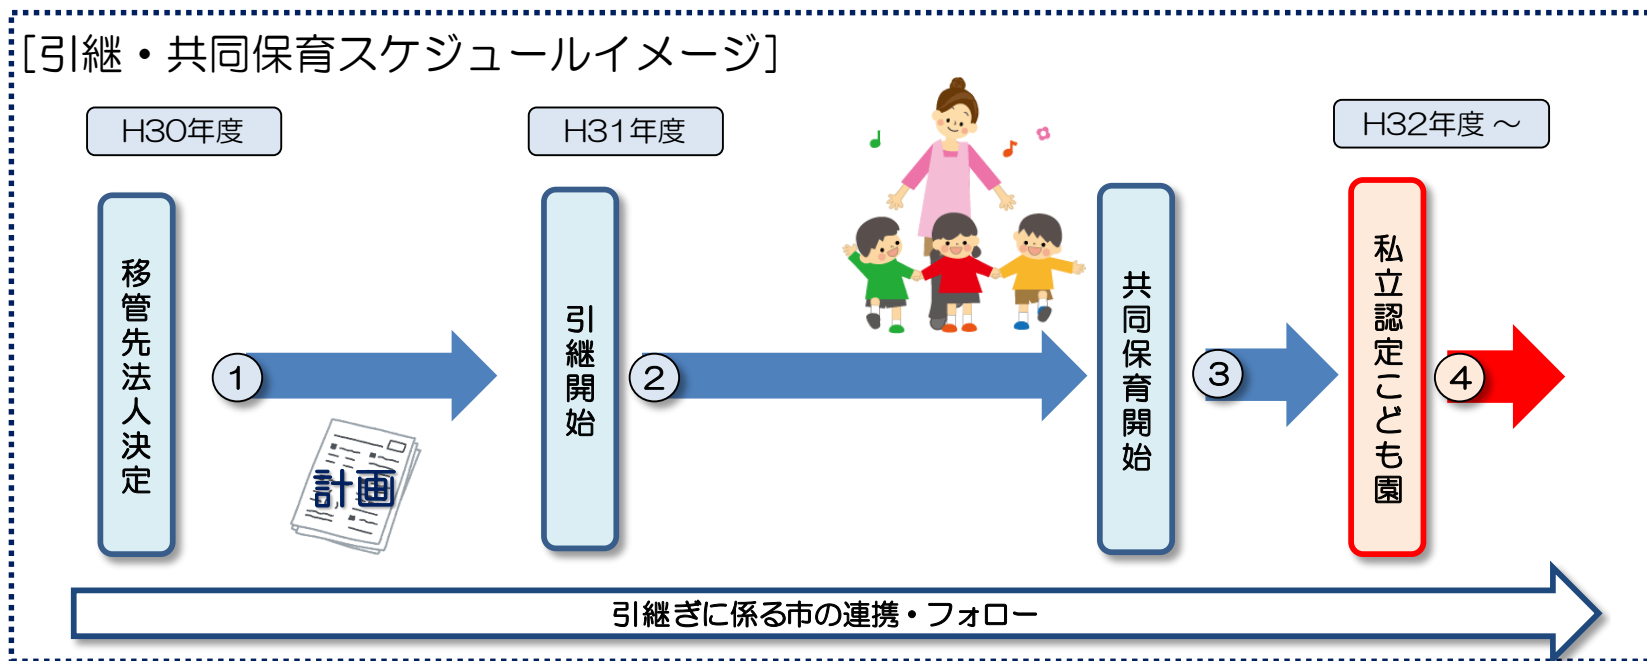 [引継・共同保育スケジュールイメージ]
H30年度
H31年度
H32年度 ～
移管先法人決定
①
計画
引継開始
②
共同保育開始
③
私立認定こども園
④
引継ぎに係る市の連携・フォロー